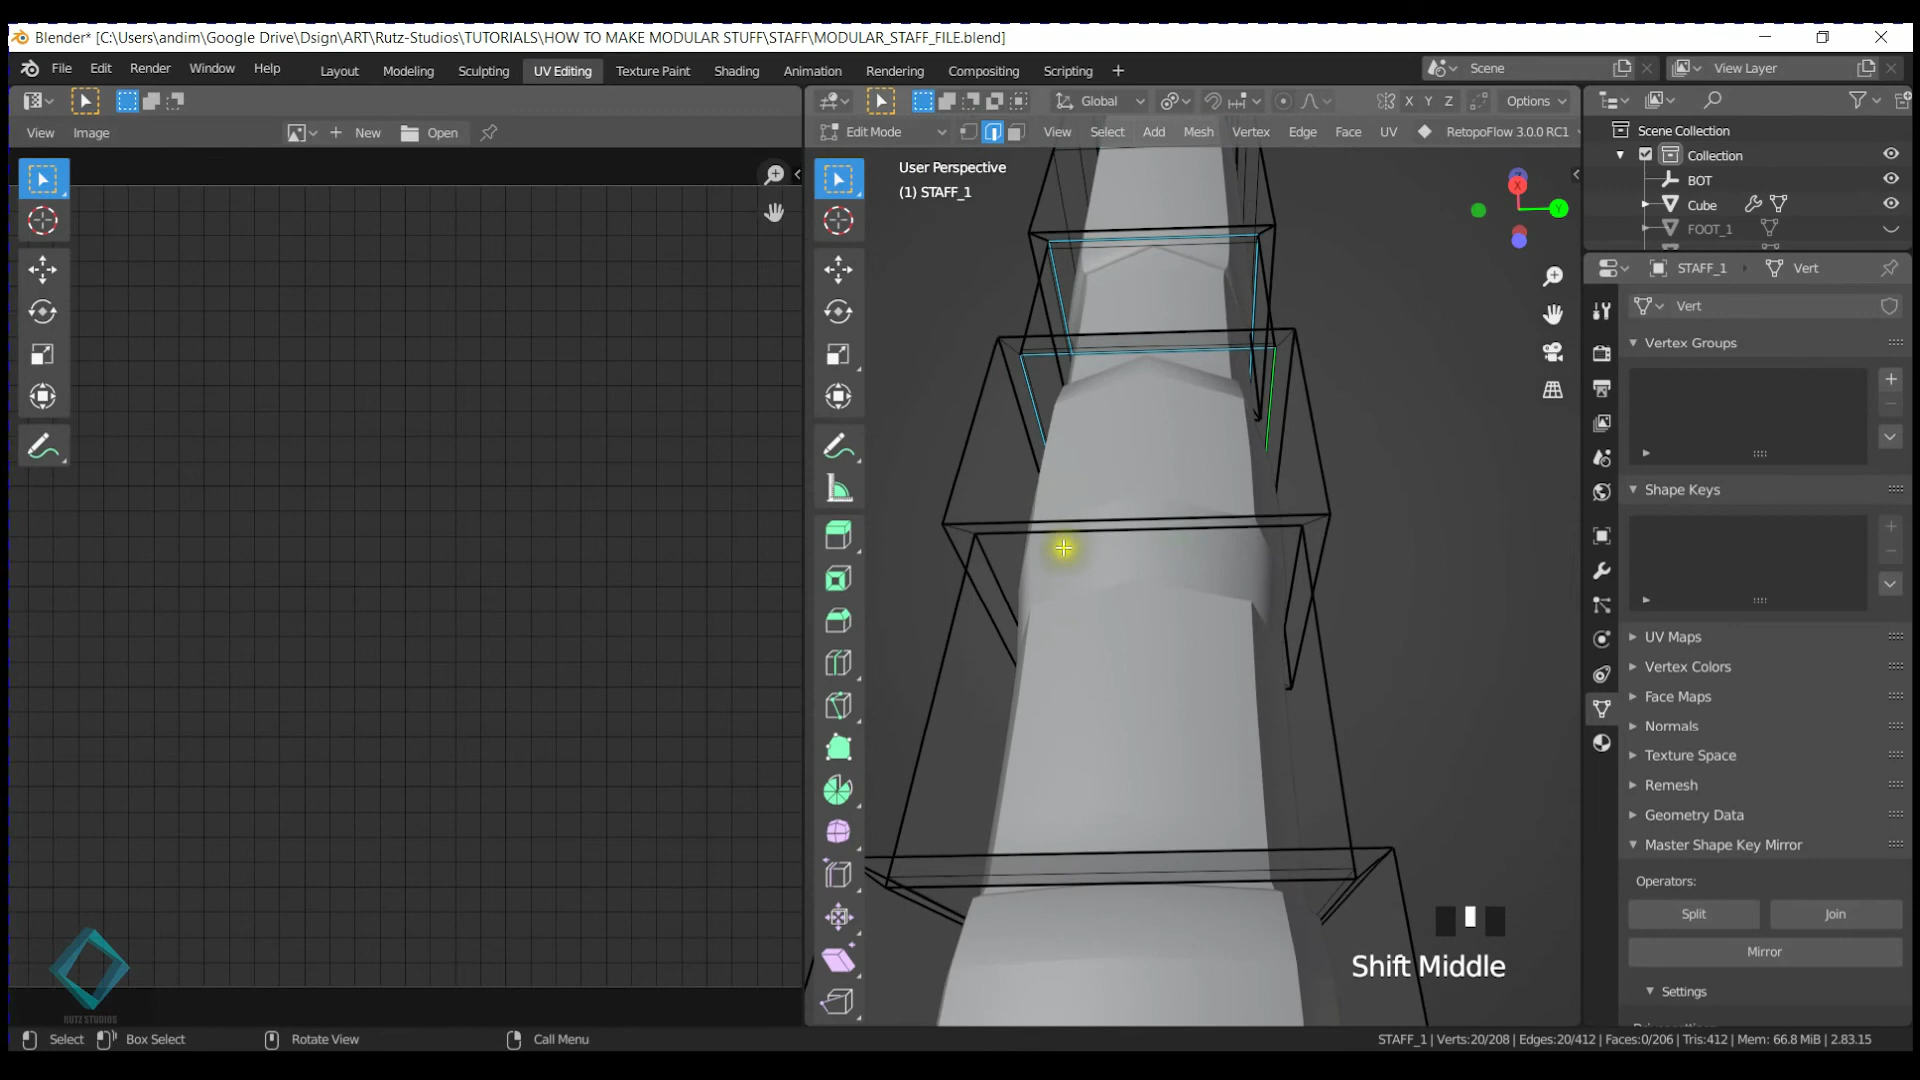 Blender* [C:\Users\andim\Google Drive\Dsign\ART\Rutz-Studios\TUTORIALS\HOW TO MAKE MODULAR STUFF\STAFF\MODULAR_STAFF_FILE.blend]
File Edit Render Window Help Layout Modeling Sculpting UV Editing Texture Paint Shading Animation Rendering Compositing Scripting + Scene View Layer
Global X Y Z Options
View Image New Open Edit Mode View Select Add Mesh Vertex Edge Face UV RetopoFlow 3.0.0 RC1
Scene Collection
Collection
BOT
Cube
FOOT_1
User Perspective
(1) STAFF_1
X
Y
STAFF_1 Vert
Vert
Vertex Groups
Shape Keys
UV Maps
Vertex Colors
Face Maps
Normals
Texture Space
Remesh
Geometry Data
Master Shape Key Mirror
Operators:
Split Join
Mirror
Settings
Shift Middle
RUTZ STUDIOS
Select Box Select Rotate View Call Menu
STAFF_1 | Verts:20/208 | Edges:20/412 | Faces:0/206 | Tris:412 | Mem: 66.8 MiB | 2.83.15